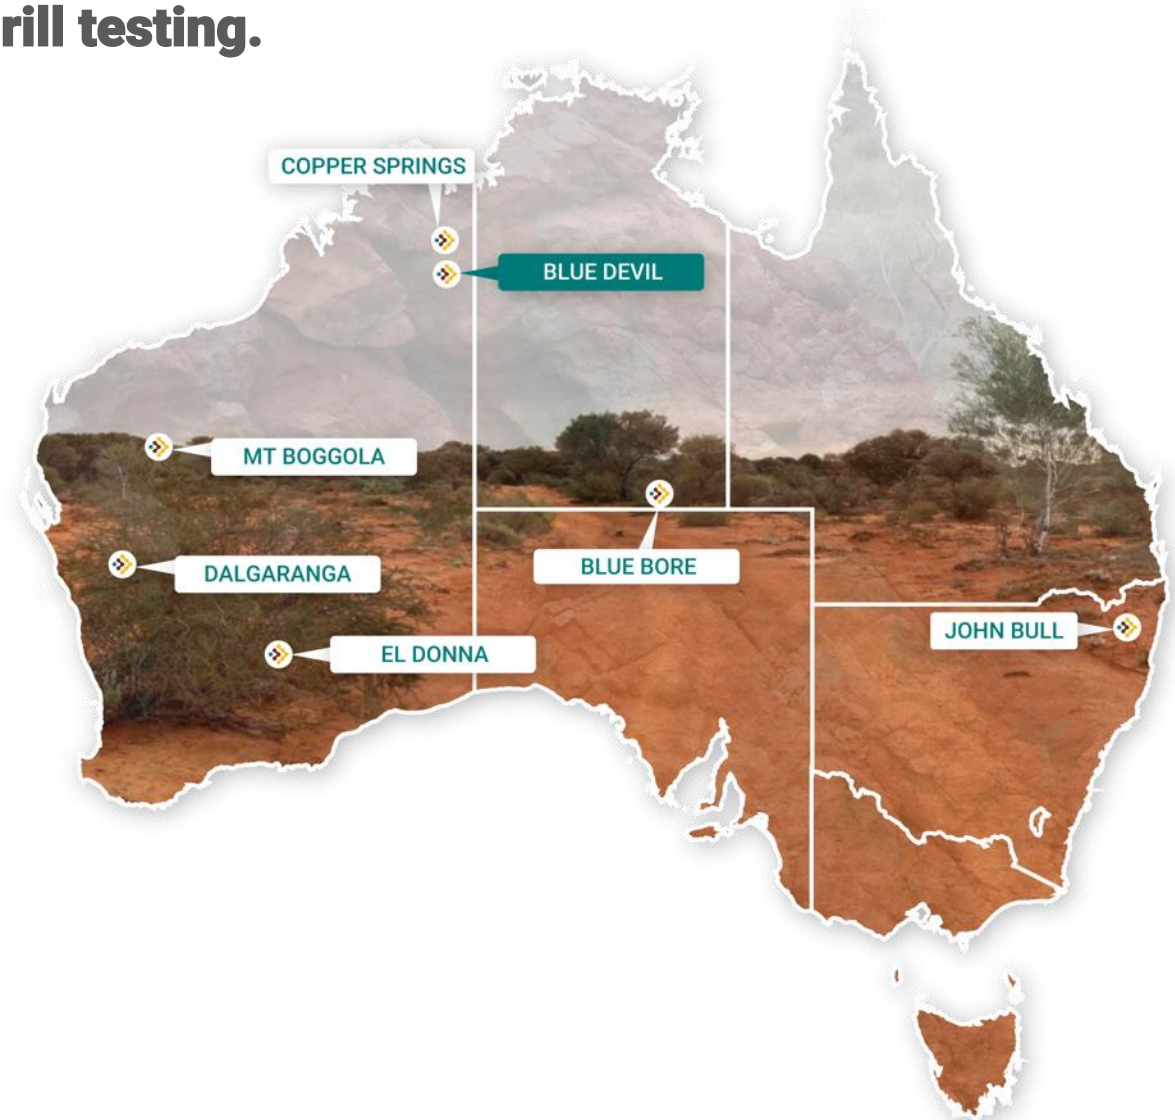 rill testing.
COPPER SPRINGS
BLUE DEVIL
MT BOGGOLA
BLUE BORE
DALGARANGA
JOHN BULL
EL DONNA